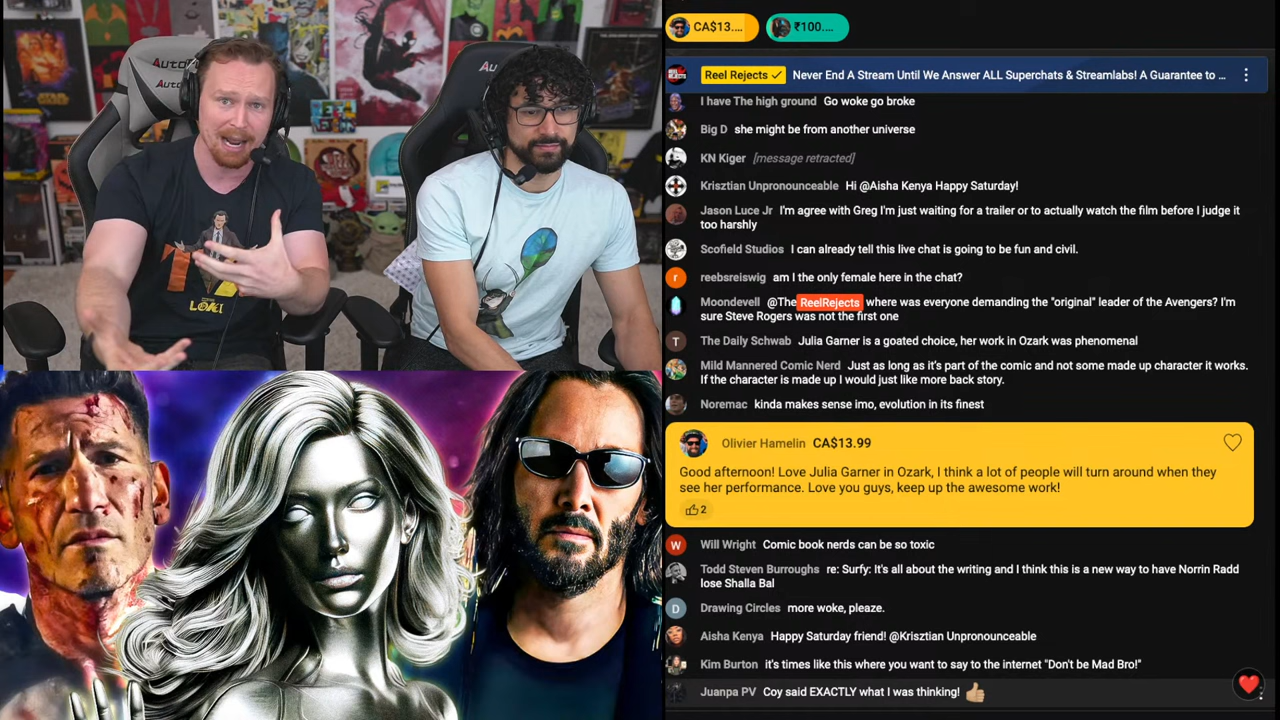 CA$13.... ₹100....
Reel Rejects Never End A Stream Until We Answer ALL Superchats & Streamlabs! A Guarantee to ...
I have The high ground Go woke go broke
Big D she might be from another universe
KN Kiger [message retracted]
Krisztian Unpronounceable Hi @Aisha Kenya Happy Saturday!
Jason Luce Jr I'm agree with Greg I'm just waiting for a trailer or to actually watch the film before I judge it
too harshly
Scofield Studios I can already tell this live chat is going to be fun and civil.
r reebsreiswig am I the only female here in the chat?
Moondevell @The ReelRejects where was everyone demanding the "original" leader of the Avengers? I'm
sure Steve Rogers was not the first one
T The Daily Schwab Julia Garner is a goated choice, her work in Ozark was phenomenal
Mild Mannered Comic Nerd Just as long as it's part of the comic and not some made up character it works.
If the character is made up I would just like more back story.
Noremac kinda makes sense imo, evolution in its finest
Olivier Hamelin CA$13.99
Good afternoon! Love Julia Garner in Ozark, I think a lot of people will turn around when they
see her performance. Love you guys, keep up the awesome work!
2
W Will Wright Comic book nerds can be so toxic
Todd Steven Burroughs re: Surfy: It's all about the writing and I think this is a new way to have Norrin Radd
lose Shalla Bal
D Drawing Circles more woke, pleaze.
Aisha Kenya Happy Saturday friend! @Krisztian Unpronounceable
Kim Burton it's times like this where you want to say to the internet "Don't be Mad Bro!"
Juanpa PV Coy said EXACTLY what I was thinking!
LOKI